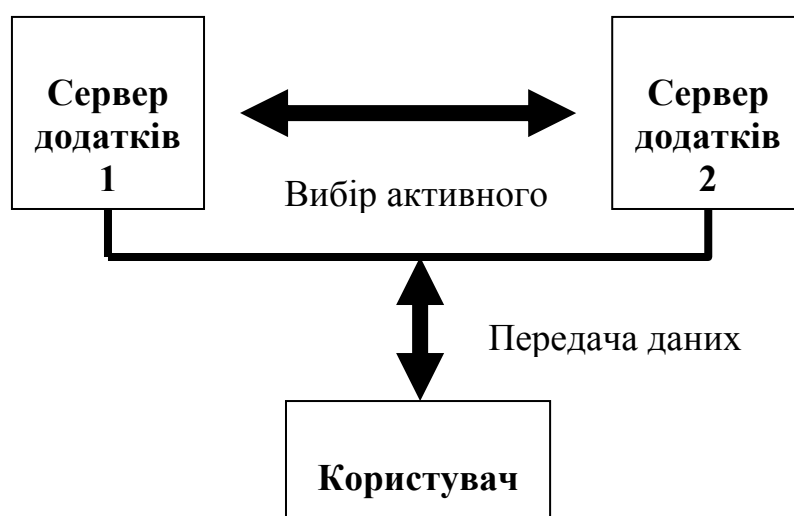 Сервер
додатків
1
Сервер
додатків
2
Вибір активного
Передача даних
Користувач